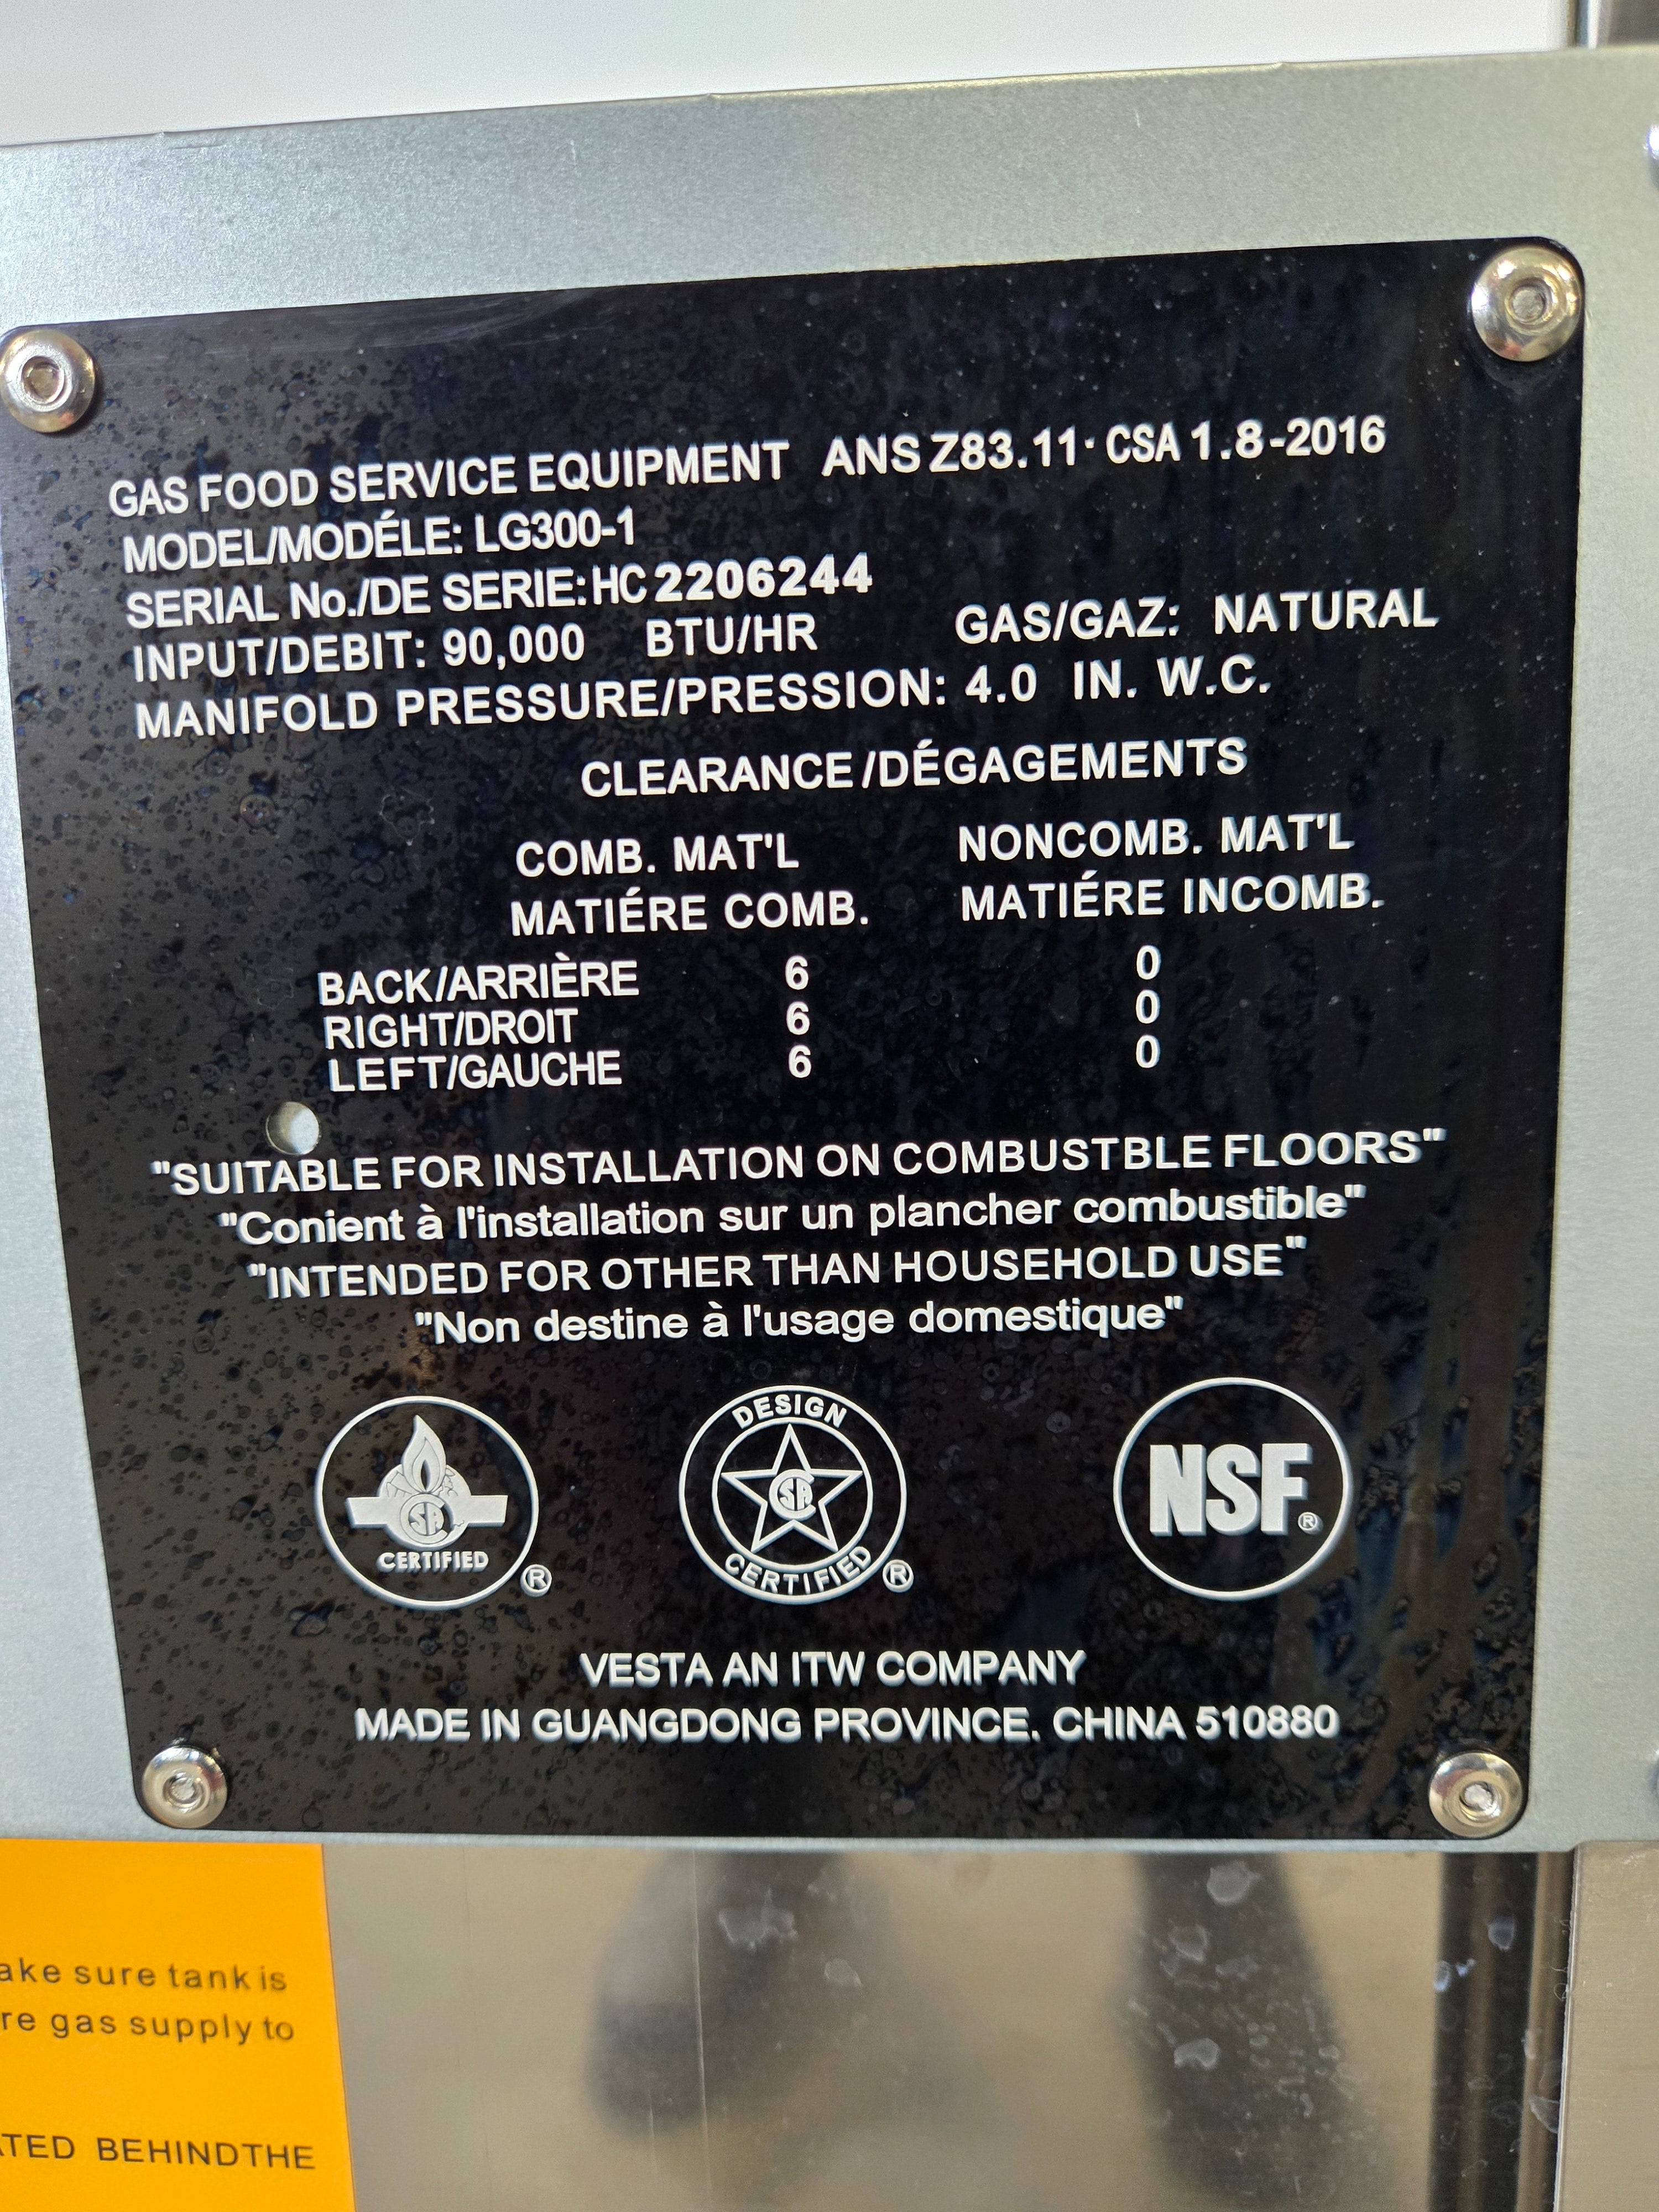 GAS FOOD SERVICE EQUIPMENT ANS Z83.11· CSA 1.8-2016
MODEL/MODÉLE: LG300-1
SERIAL No./DE SERIE: HC 2206244
INPUT/DEBIT: 90,000 BTU/HR GAS/GAZ: NATURAL
MANIFOLD PRESSURE/PRESSION: 4.0 IN. W.C.
CLEARANCE/DÉGAGEMENTS
COMB. MAT'L NONCOMB. MAT'L
MATIÉRE COMB. MATIÉRE INCOMB.
BACK/ARRIÈRE 6 0
RIGHT/DROIT 6 0
LEFT/GAUCHE 6 0
"SUITABLE FOR INSTALLATION ON COMBUSTBLE FLOORS"
"Conient à l'installation sur un plancher combustible"
"INTENDED FOR OTHER THAN HOUSEHOLD USE"
"Non destine à l'usage domestique"
SA CERTIFIED ®
DESIGN SA CERTIFIED ®
NSF®
VESTA AN ITW COMPANY
MADE IN GUANGDONG PROVINCE. CHINA 510880
sure tank is
gas supply to
BEHINDTHE